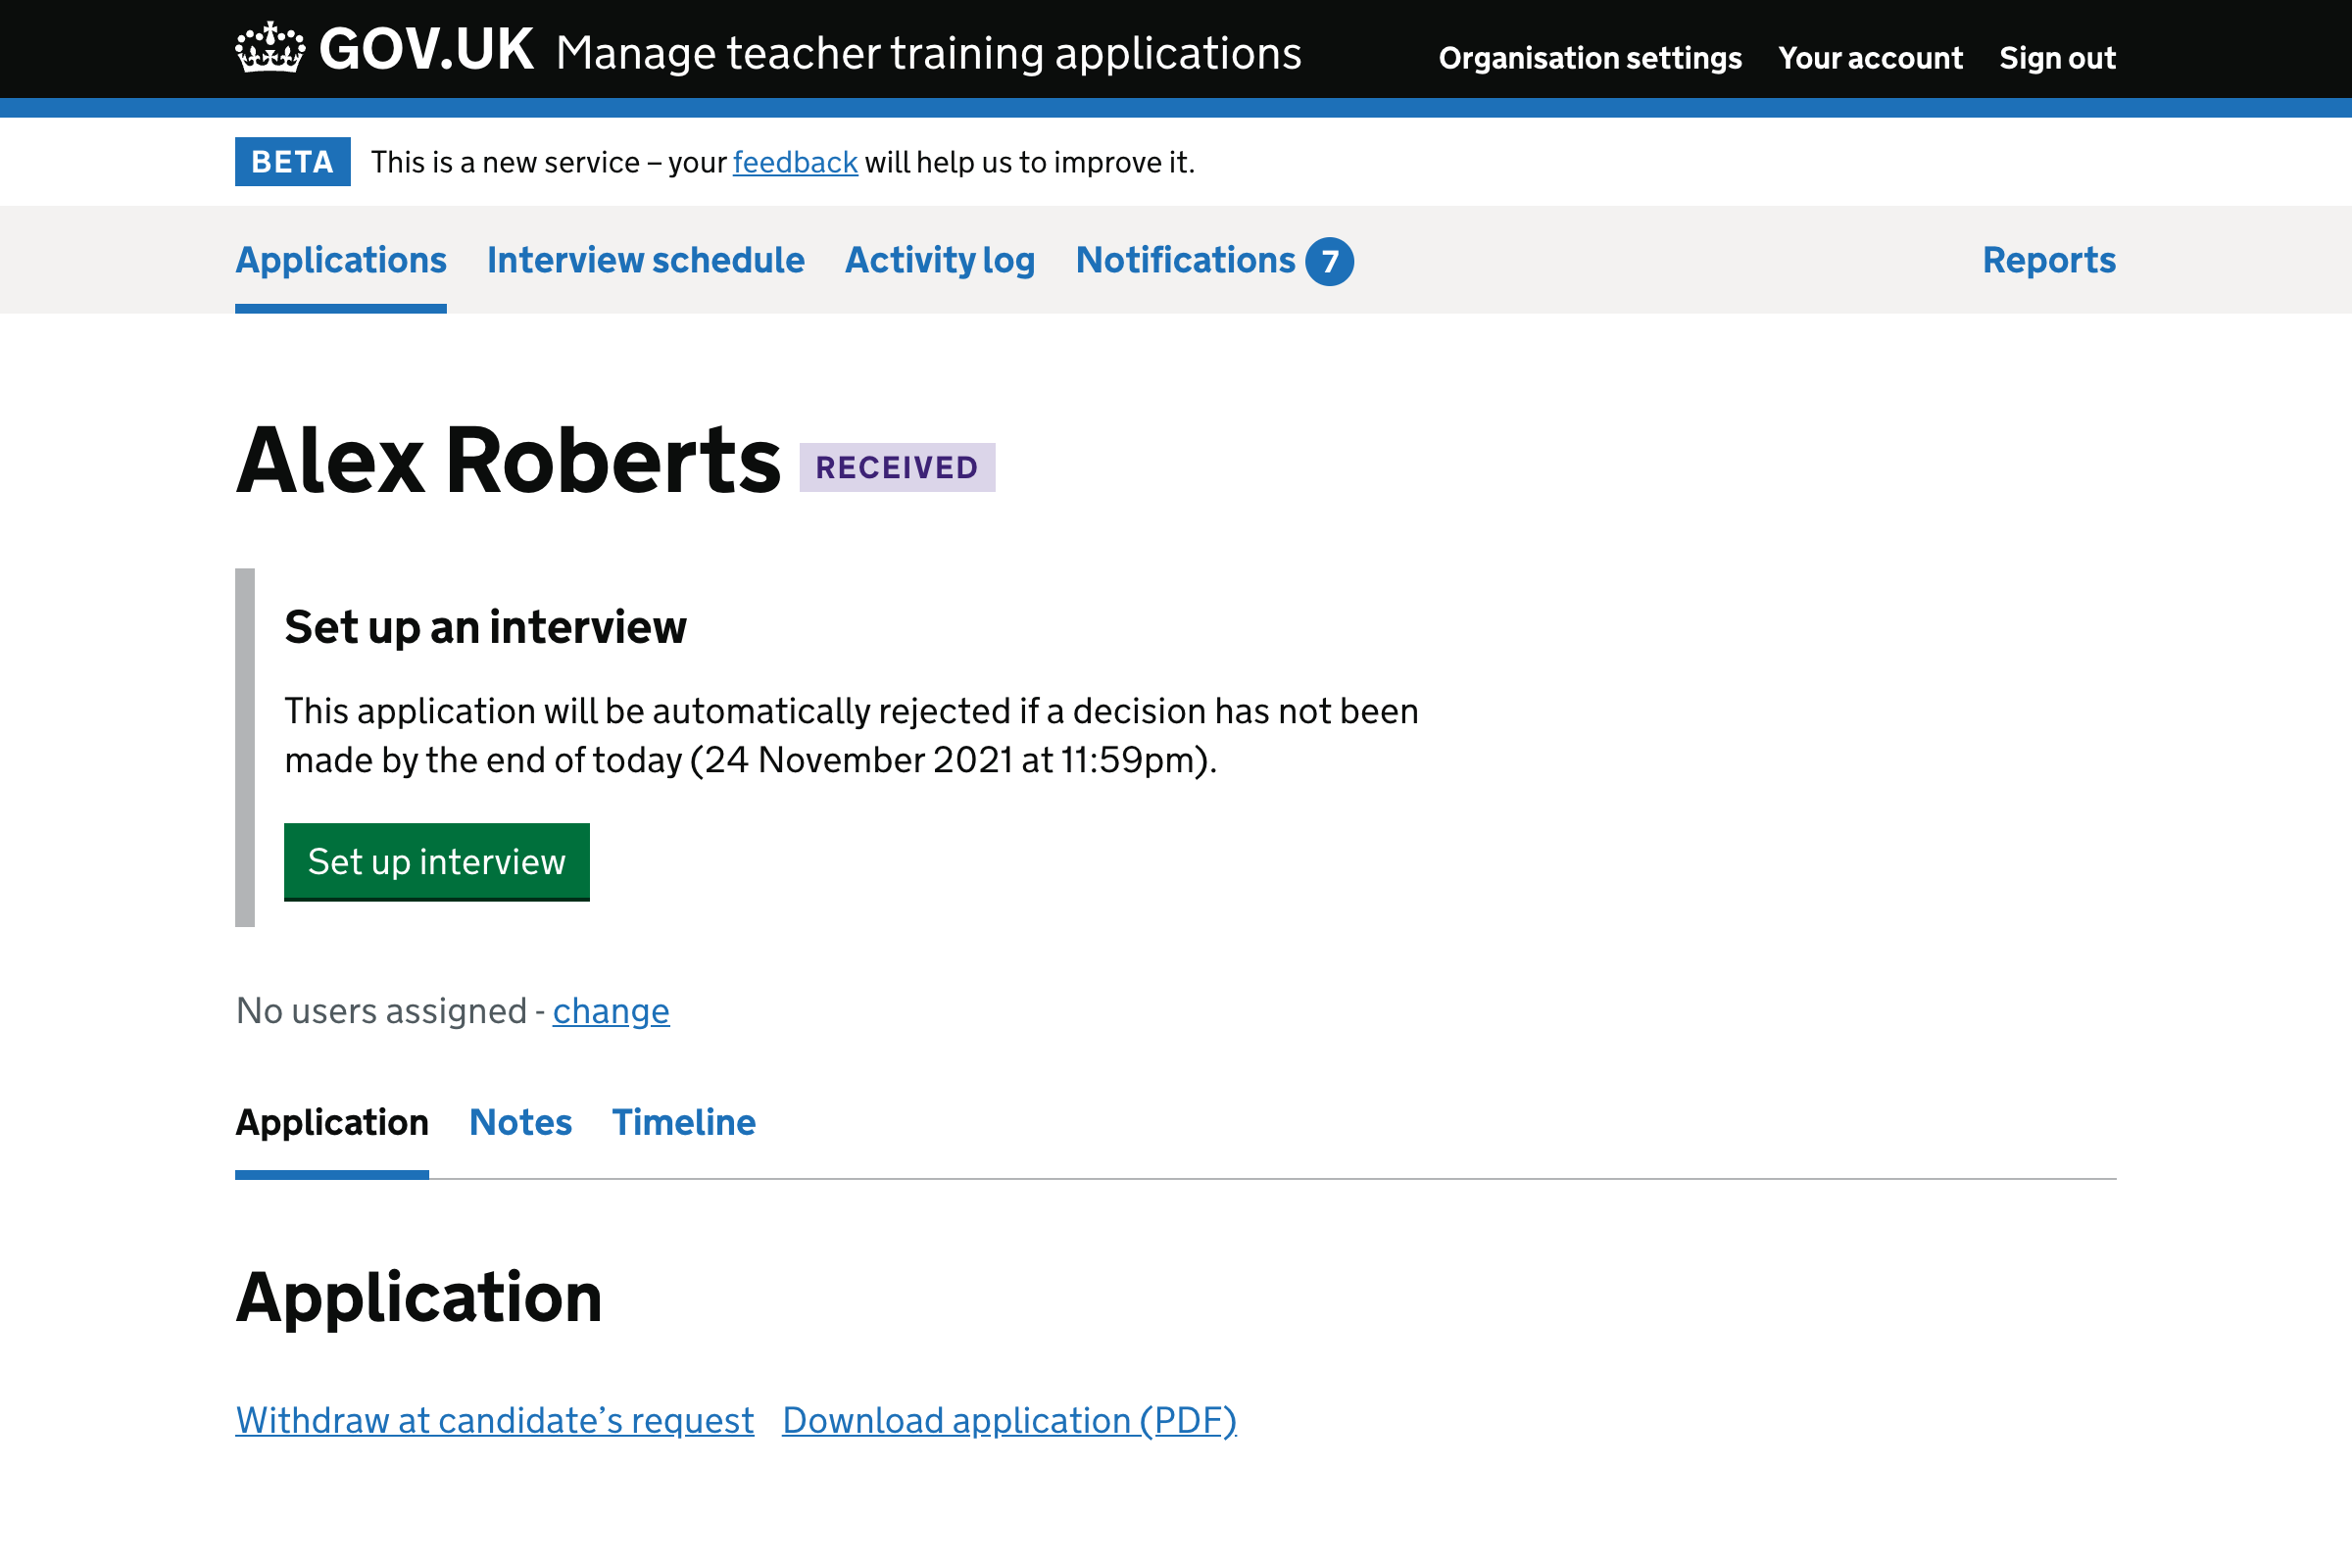 GOV.UK Manage teacher training applications Organisation settings Your account Sign out
BETA This is a new service – your feedback will help us to improve it.
Applications Interview schedule Activity log Notifications 7 Reports
Alex Roberts RECEIVED
Set up an interview
This application will be automatically rejected if a decision has not been
made by the end of today (24 November 2021 at 11:59pm).
Set up interview
No users assigned - change
Application Notes Timeline
Application
Withdraw at candidate’s request Download application (PDF)